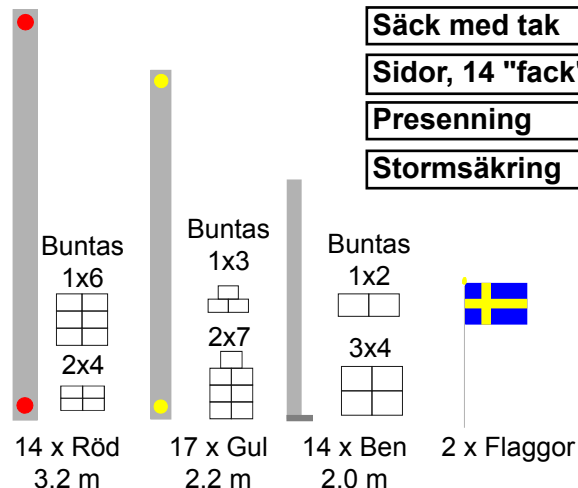 Säck med tak
Sidor, 14 "fack"
Presenning
Stormsäkring
Buntas
1x6
2x4
14 x Röd
3.2 m
Buntas
1x3
2x7
17 x Gul
2.2 m
Buntas
1x2
3x4
14 x Ben
2.0 m
2 x Flaggor